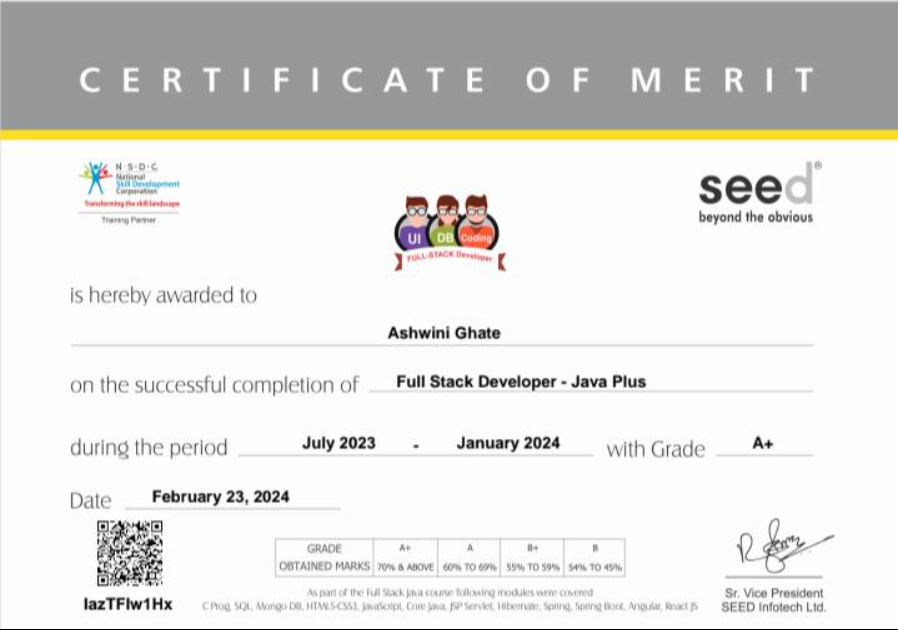 CERTIFICATE OF MERIT
N·S·D·C
National
Skill Development
Corporation
Transforming the skill landscape
Training Partner
seed®
beyond the obvious
UI DB Coding
FULL-STACK Developer
is hereby awarded to
Ashwini Ghate
on the successful completion of Full Stack Developer - Java Plus
during the period July 2023 - January 2024 with Grade A+
Date February 23, 2024
GRADE A+ A B+ B
OBTAINED MARKS 70% & ABOVE 60% TO 69% 55% TO 59% 54% TO 45%
IazTFIw1Hx
As part of the Full Stack Java course following modules were covered
C Prog, SQL, Mongo DB, HTML5-CSS3, JavaScript, Core Java, JSP Servlet, Hibernate, Spring, Spring Boot, Angular, React JS
Sr. Vice President
SEED Infotech Ltd.